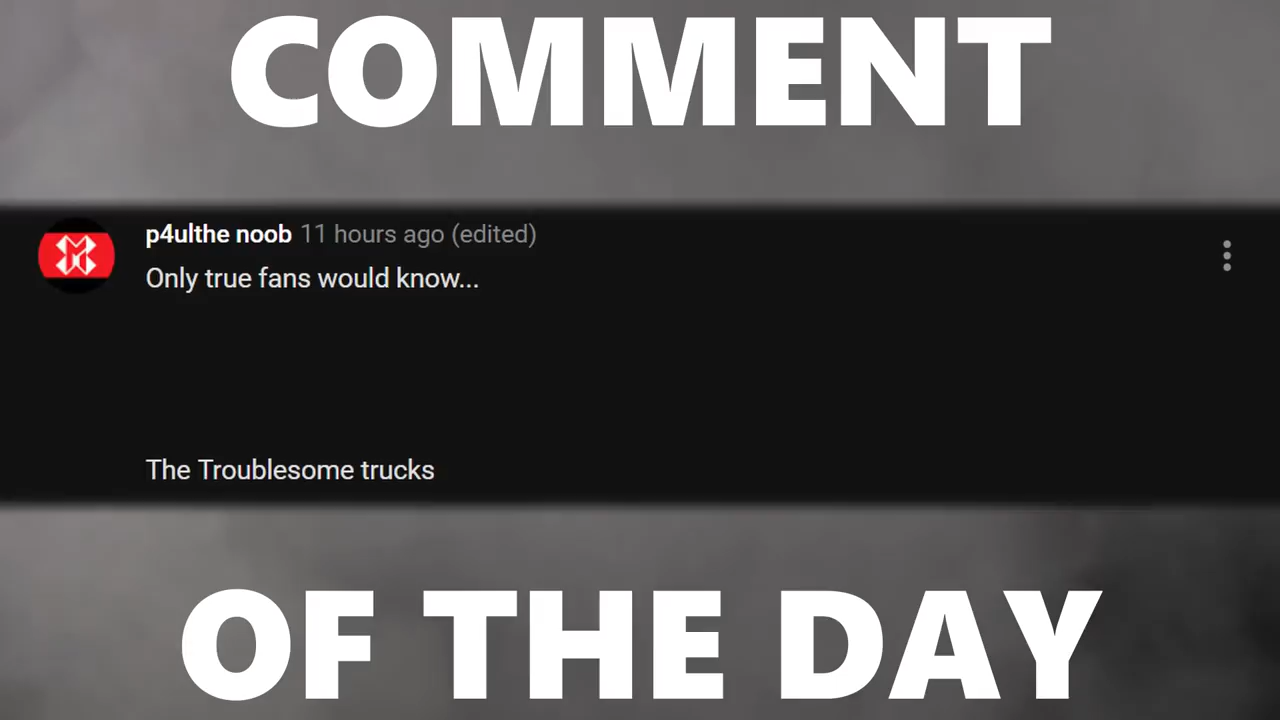 COMMENT
p4ulthe noob 11 hours ago (edited)
Only true fans would know...
The Troublesome trucks
OF THE DAY